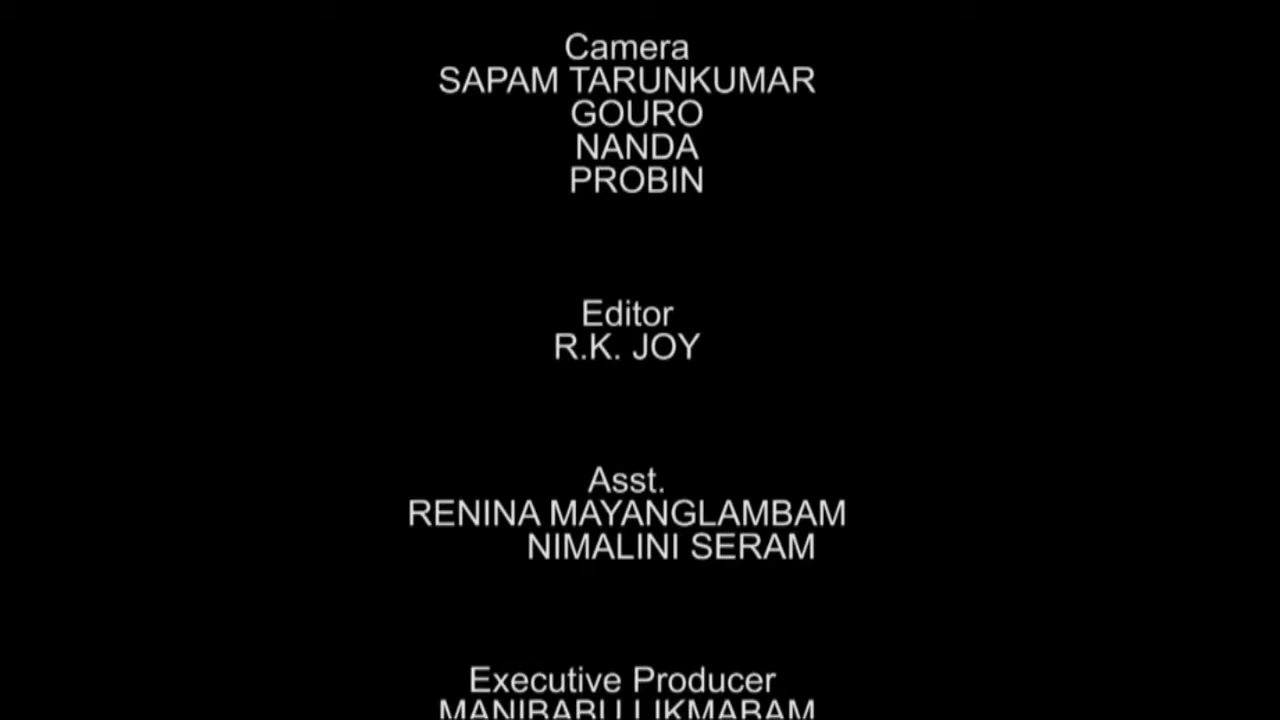 Camera
SAPAM TARUNKUMAR
GOURO
NANDA
PROBIN
Editor
R.K. JOY
Asst.
RENINA MAYANGLAMBAM
NIMALINI SERAM
Executive Producer